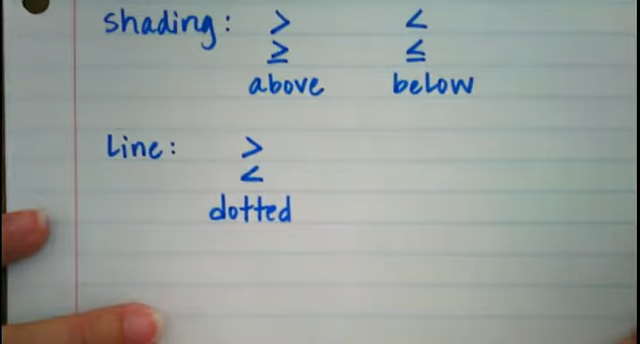 shading: > <
≥ ≤
above below
Line: >
<
dotted